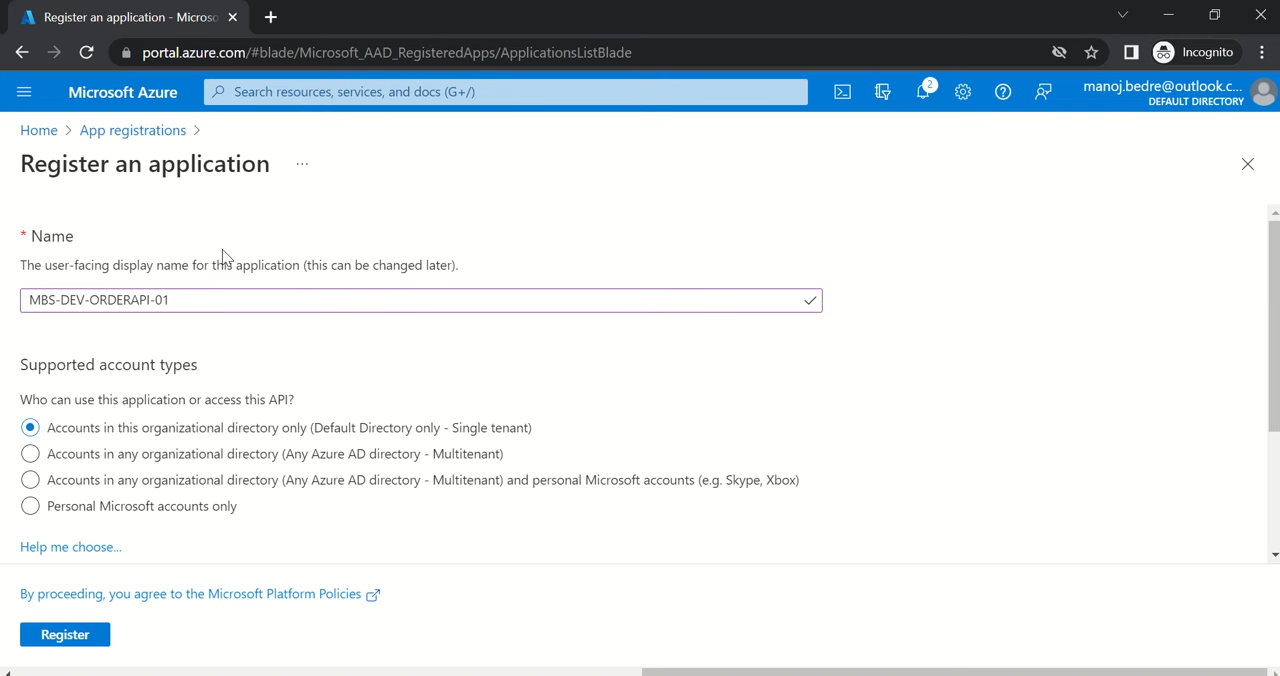 Register an application - Microso
portal.azure.com/#blade/Microsoft_AAD_RegisteredApps/ApplicationsListBlade
Incognito
Microsoft Azure
Search resources, services, and docs (G+/)
2
manoj.bedre@outlook.c...
DEFAULT DIRECTORY
Home > App registrations >
Register an application ...
* Name
The user-facing display name for this application (this can be changed later).
MBS-DEV-ORDERAPI-01
Supported account types
Who can use this application or access this API?
Accounts in this organizational directory only (Default Directory only - Single tenant)
Accounts in any organizational directory (Any Azure AD directory - Multitenant)
Accounts in any organizational directory (Any Azure AD directory - Multitenant) and personal Microsoft accounts (e.g. Skype, Xbox)
Personal Microsoft accounts only
Help me choose...
By proceeding, you agree to the Microsoft Platform Policies
Register